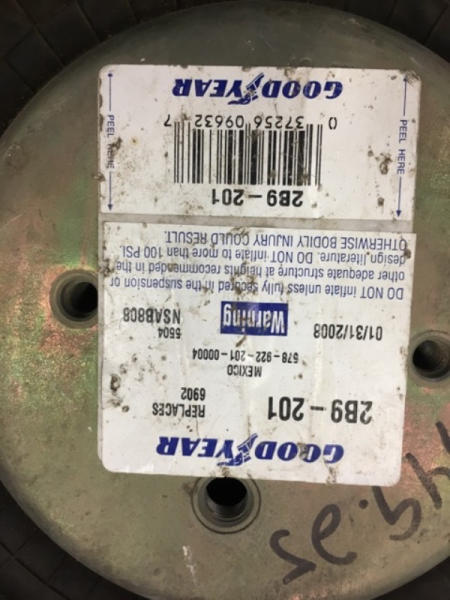 GOODYEAR
2B9-201
REPLACES
6902
MEXICO
578-922-201-00004
01/31/2008
Warning
5504
NSAB808
DO NOT inflate unless fully secured in the suspension or
other adequate structure at heights recommended in the
design literature. DO NOT inflate to more than 100 PSI.
OTHERWISE BODILY INJURY COULD RESULT.
2B9-201
PEEL HERE
PEEL HERE
0 37256 09632 7
GOODYEAR